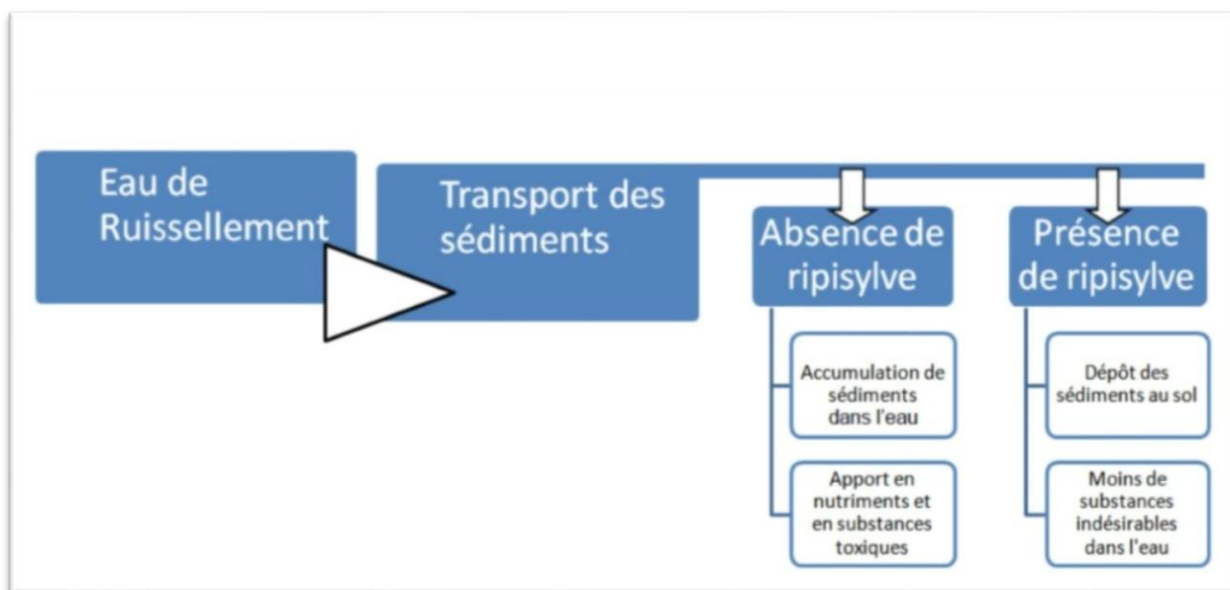 Eau de
Ruissellement
Transport des
sédiments
Absence de
ripisylve
Accumulation de
sédiments
dans l'eau
Apport en
nutriments et
en substances
toxiques
Présence
de ripisylve
Dépôt des
sédiments au sol
Moins de
substances
indésirables
dans l'eau